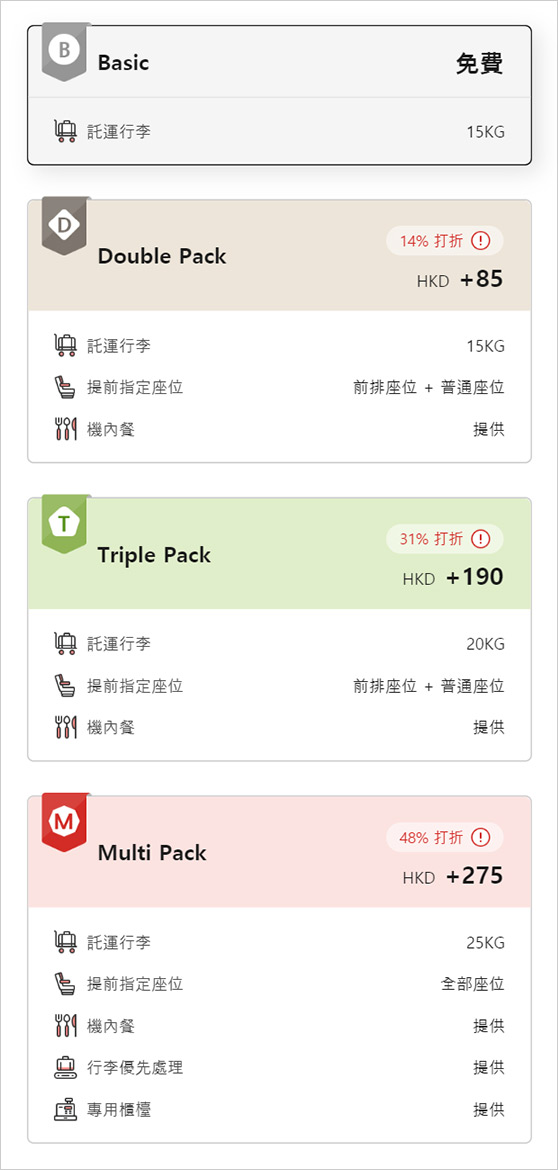 B
Basic 免費
託運行李 15KG
D
14% 打折 !
Double Pack
HKD +85
託運行李 15KG
提前指定座位 前排座位 + 普通座位
機內餐 提供
T
31% 打折 !
Triple Pack
HKD +190
託運行李 20KG
提前指定座位 前排座位 + 普通座位
機內餐 提供
M
48% 打折 !
Multi Pack
HKD +275
託運行李 25KG
提前指定座位 全部座位
機內餐 提供
行李優先處理 提供
專用櫃檯 提供